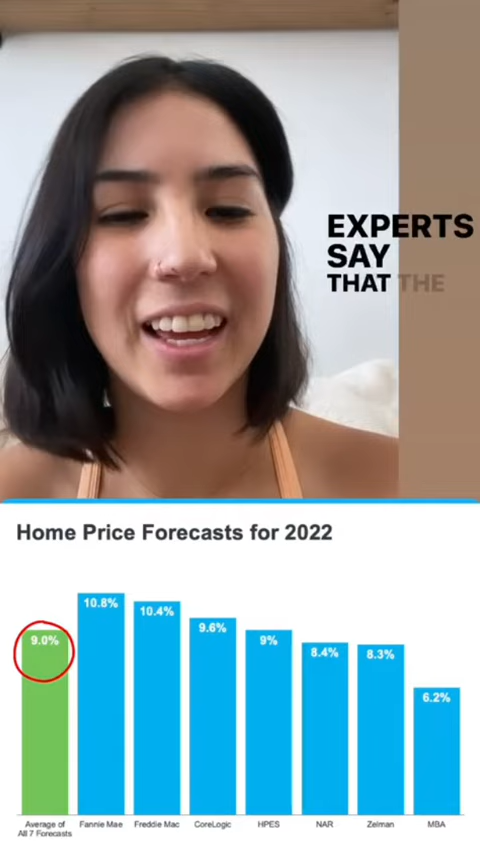 EXPERTS
SAY
THAT THE
Home Price Forecasts for 2022
9.0%
10.8%
10.4%
9.6%
9%
8.4%
8.3%
6.2%
Average of
All 7 Forecasts
Fannie Mae
Freddie Mac
CoreLogic
HPES
NAR
Zelman
MBA